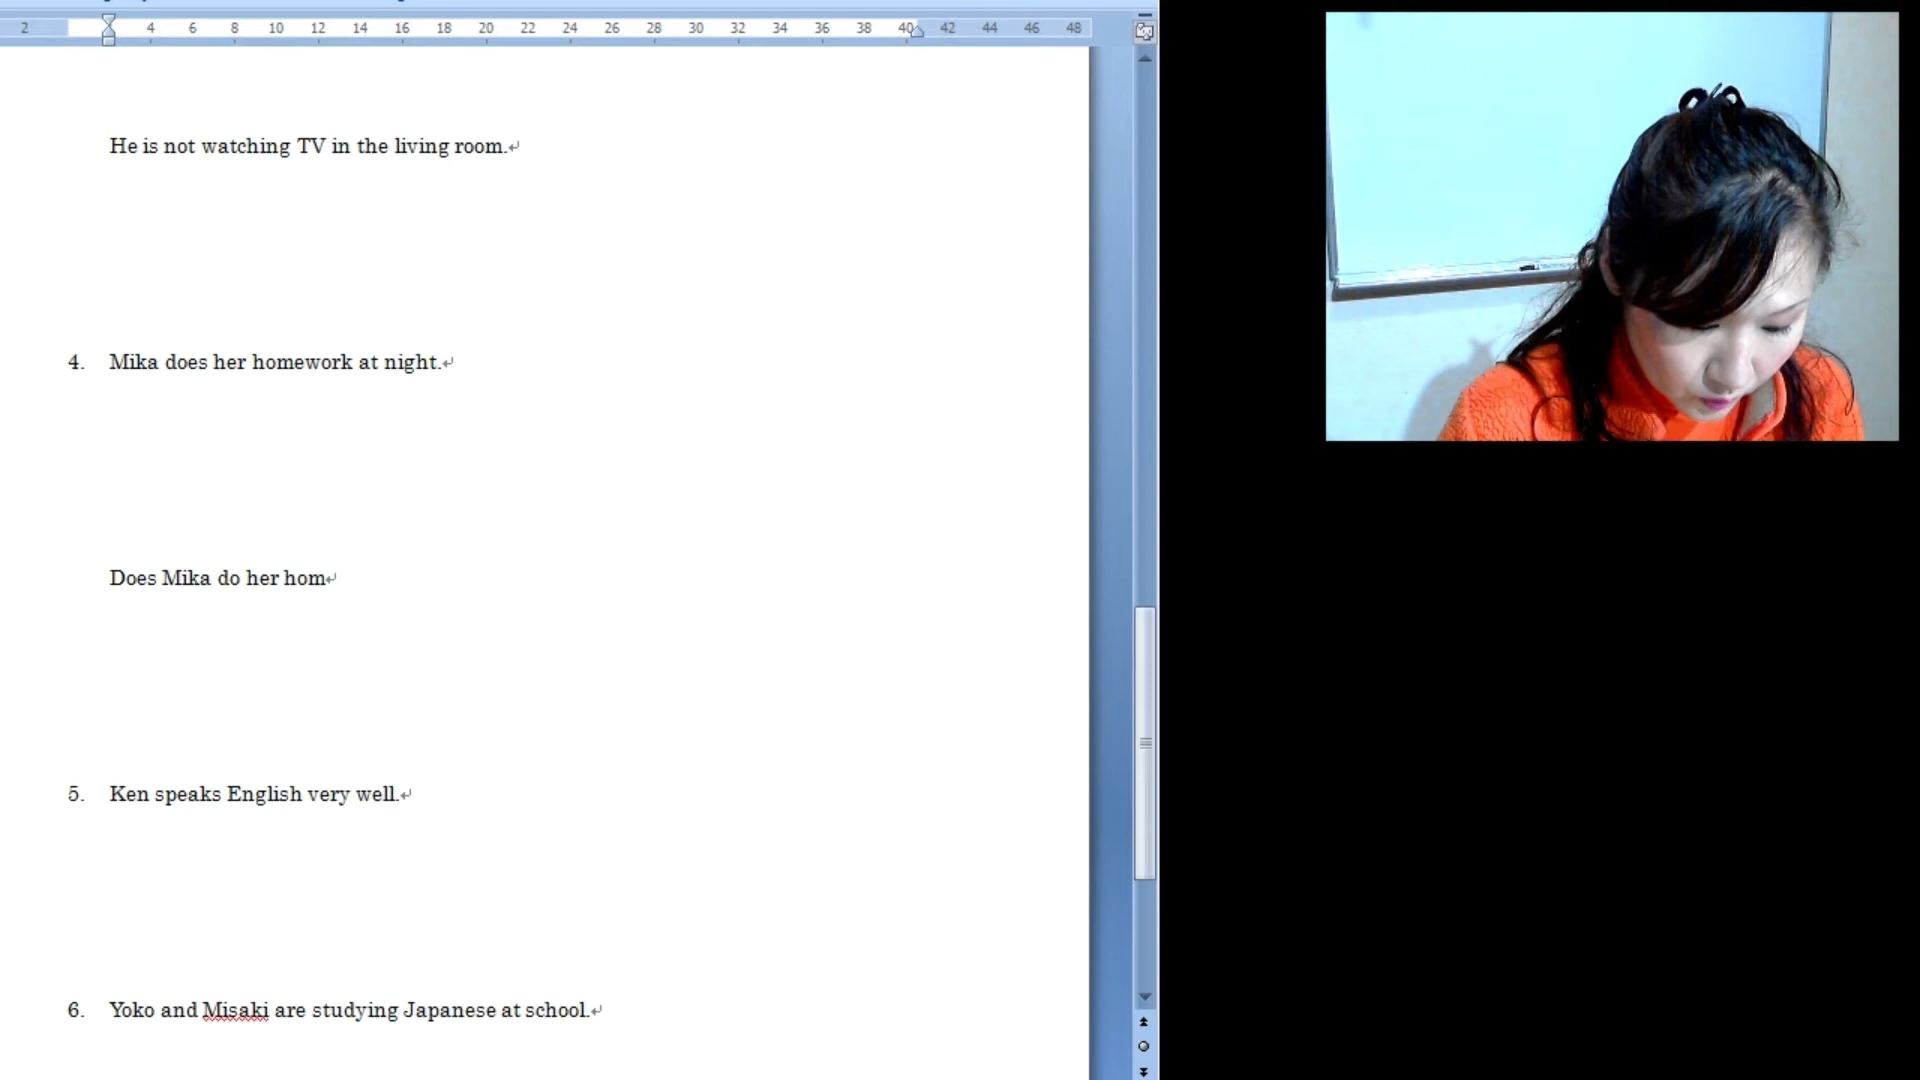 2 4 6 8 10 12 14 16 18 20 22 24 26 28 30 32 34 36 38 40 42 44 46 48
He is not watching TV in the living room.
4. Mika does her homework at night.
Does Mika do her hom
5. Ken speaks English very well.
6. Yoko and Misaki are studying Japanese at school.